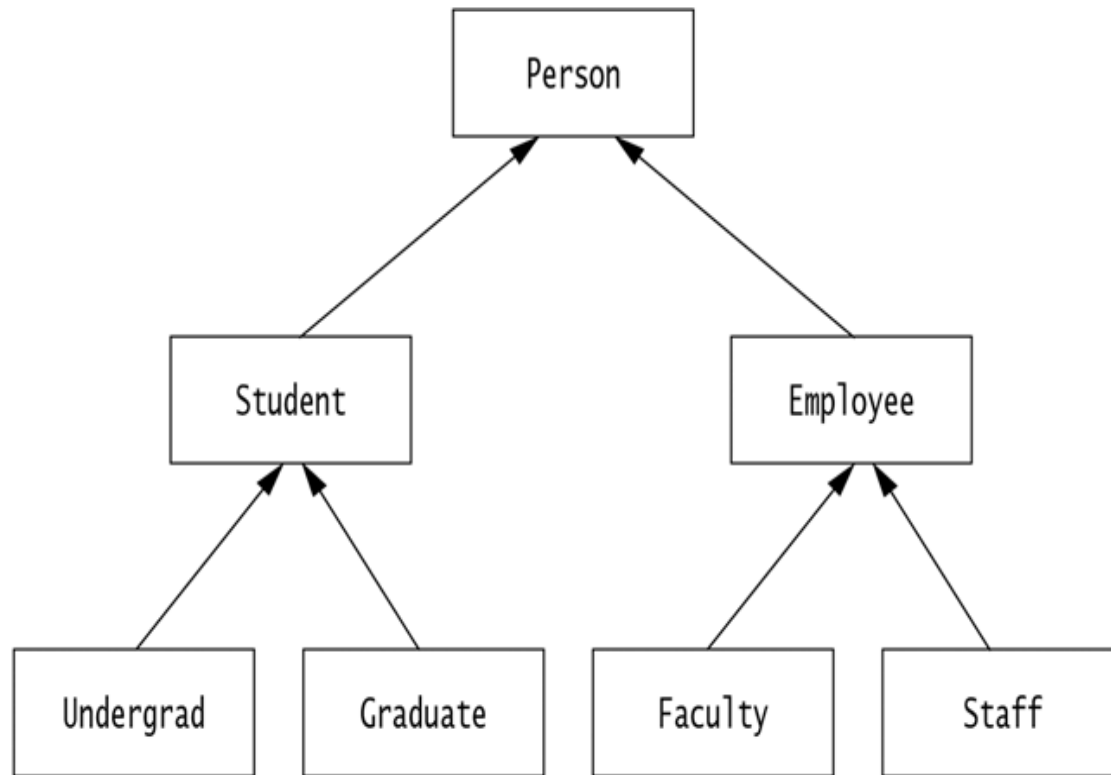 Person
Student
Employee
Undergrad
Graduate
Faculty
Staff